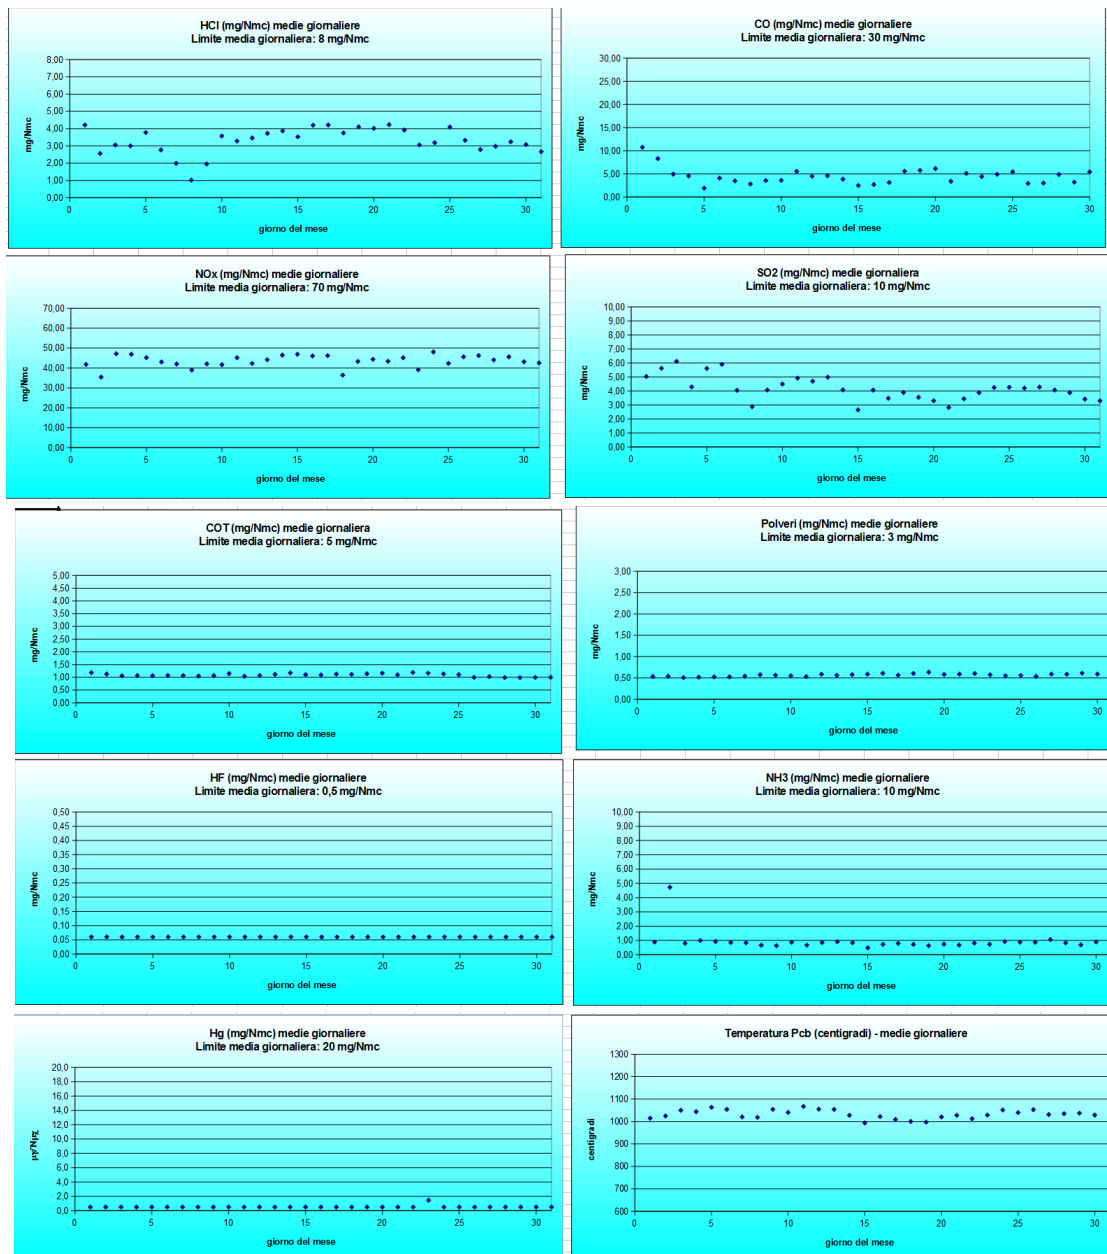 HCl (mg/Nmc) medie giornaliere
Limite media giornaliera: 8 mg/Nmc
8,00
7,00
6,00
5,00
4,00
3,00
2,00
1,00
0,00
mg/Nmc
0 5 10 15 20 25 30
giorno del mese
CO (mg/Nmc) medie giornaliere
Limite media giornaliera: 30 mg/Nmc
30,00
25,00
20,00
15,00
10,00
5,00
0,00
mg/Nmc
0 5 10 15 20 25 30
giorno del mese
NOx (mg/Nmc) medie giornaliere
Limite media giornaliera: 70 mg/Nmc
70,00
60,00
50,00
40,00
30,00
20,00
10,00
0,00
mg/Nmc
0 5 10 15 20 25 30
giorno del mese
SO2 (mg/Nmc) medie giornaliera
Limite media giornaliera: 10 mg/Nmc
10,00
9,00
8,00
7,00
6,00
5,00
4,00
3,00
2,00
1,00
0,00
mg/Nmc
0 5 10 15 20 25 30
giorno del mese
COT (mg/Nmc) medie giornaliera
Limite media giornaliera: 5 mg/Nmc
5,00
4,50
4,00
3,50
3,00
2,50
2,00
1,50
1,00
0,50
0,00
mg/Nmc
0 5 10 15 20 25 30
giorno del mese
Polveri (mg/Nmc) medie giornaliere
Limite media giornaliera: 3 mg/Nmc
3,00
2,50
2,00
1,50
1,00
0,50
0,00
mg/Nmc
0 5 10 15 20 25 30
giorno del mese
HF (mg/Nmc) medie giornaliere
Limite media giornaliera: 0,5 mg/Nmc
0,50
0,45
0,40
0,35
0,30
0,25
0,20
0,15
0,10
0,05
0,00
mg/Nmc
0 5 10 15 20 25 30
giorno del mese
NH3 (mg/Nmc) medie giornaliere
Limite media giornaliera: 10 mg/Nmc
10,00
9,00
8,00
7,00
6,00
5,00
4,00
3,00
2,00
1,00
0,00
mg/Nmc
0 5 10 15 20 25 30
giorno del mese
Hg (mg/Nmc) medie giornaliere
Limite media giornaliera: 20 mg/Nmc
20,0
18,0
16,0
14,0
12,0
10,0
8,0
6,0
4,0
2,0
0,0
μγ/Νμχ
0 5 10 15 20 25 30
giorno del mese
Temperatura Pcb (centigradi) - medie giornaliere
1300
1200
1100
1000
900
800
700
600
centigradi
0 5 10 15 20 25 30
giorno del mese